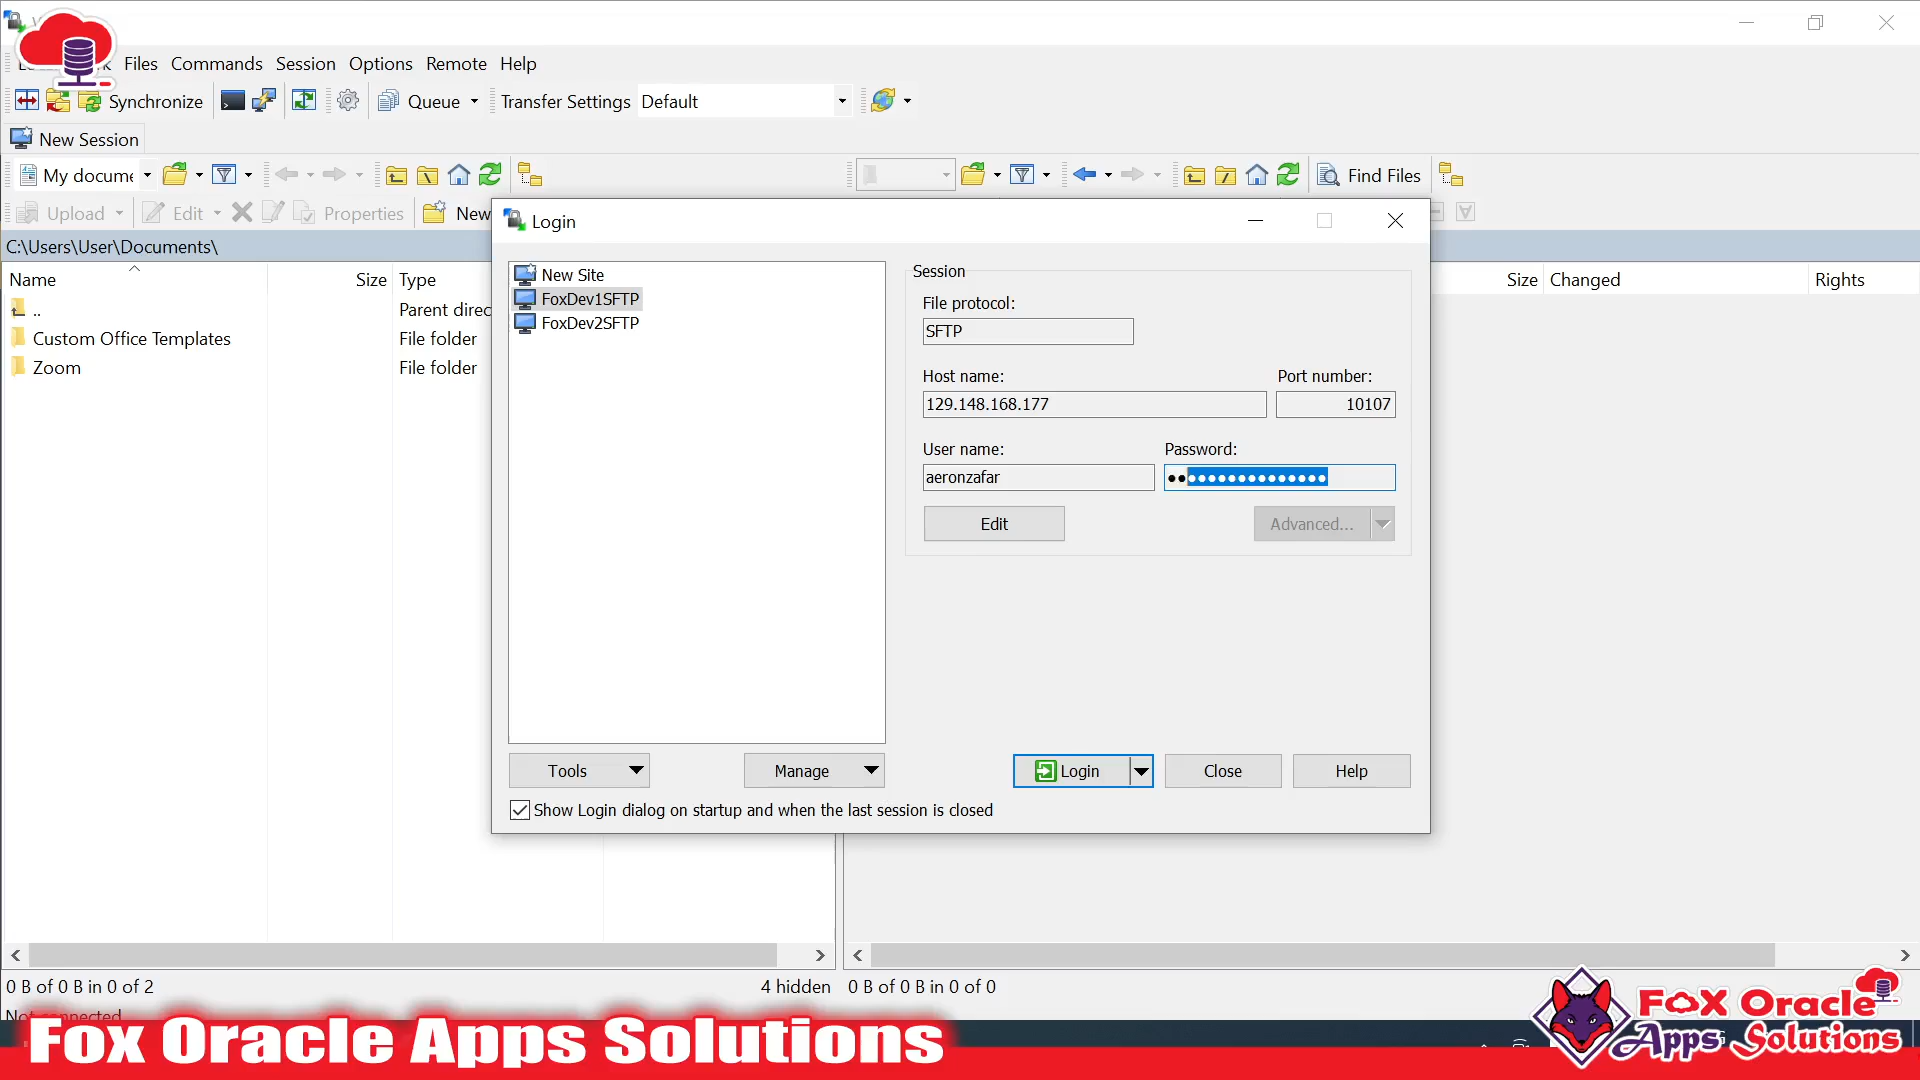 Files Commands Session Options Remote Help
Synchronize Queue Transfer Settings Default
New Session
My docume Find Files
Upload Edit Properties New
C:\Users\User\Documents\
Name Size Type
.. Parent direc
Custom Office Templates File folder
Zoom File folder
Size Changed Rights
Login
New Site
FoxDev1SFTP
FoxDev2SFTP
Session
File protocol:
SFTP
Host name: Port number:
129.148.168.177 10107
User name: Password:
aeronzafar
Edit Advanced...
Tools Manage Login Close Help
Show Login dialog on startup and when the last session is closed
0 B of 0 B in 0 of 2 4 hidden 0 B of 0 B in 0 of 0
Not connected.
Fox Oracle Apps Solutions
FoX Oracle
Apps Solutions